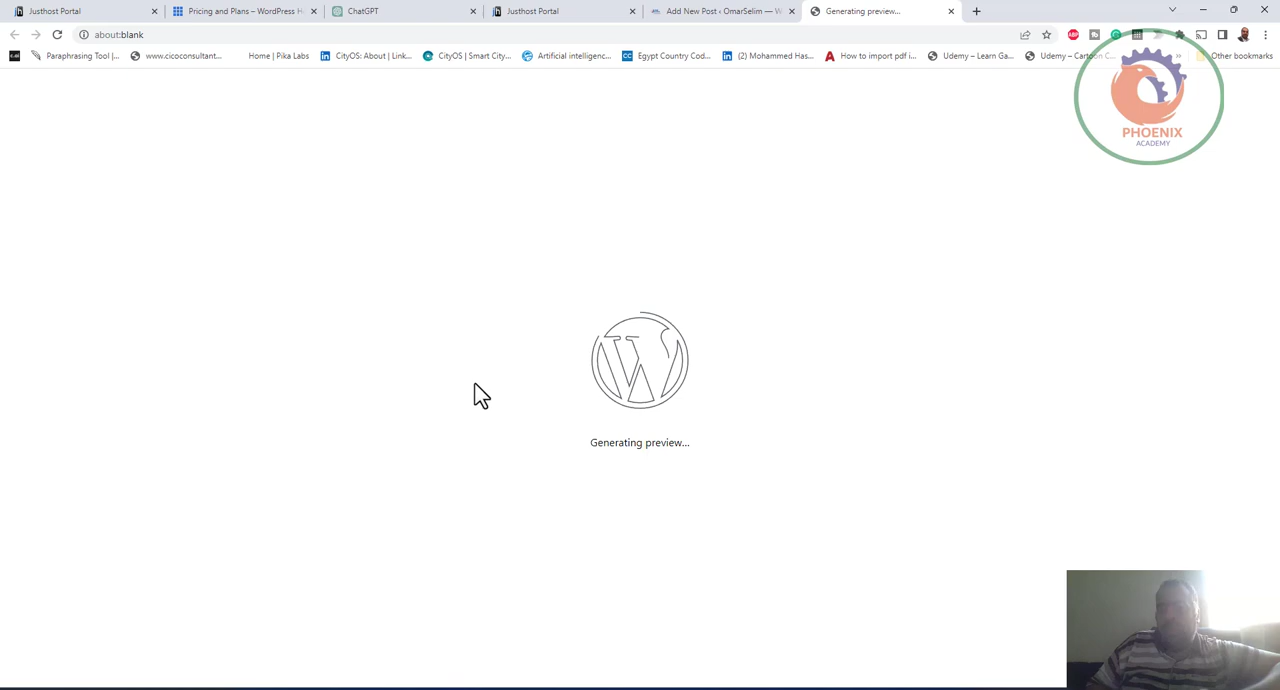 Justhost Portal
Pricing and Plans – WordPress H
ChatGPT
Justhost Portal
Add New Post ‹ OmarSelim — W
Generating preview...
about:blank
Paraphrasing Tool |...
www.cicoconsultant...
Home | Pika Labs
CityOS: About | Link...
CityOS | Smart City...
Artificial intelligenc...
Egypt Country Cod...
(2) Mohammed Has...
How to import pdf i...
Udemy – Learn Ga...
Udemy – Cartoon C...
Other bookmarks
PHOENIX
ACADEMY
Generating preview...